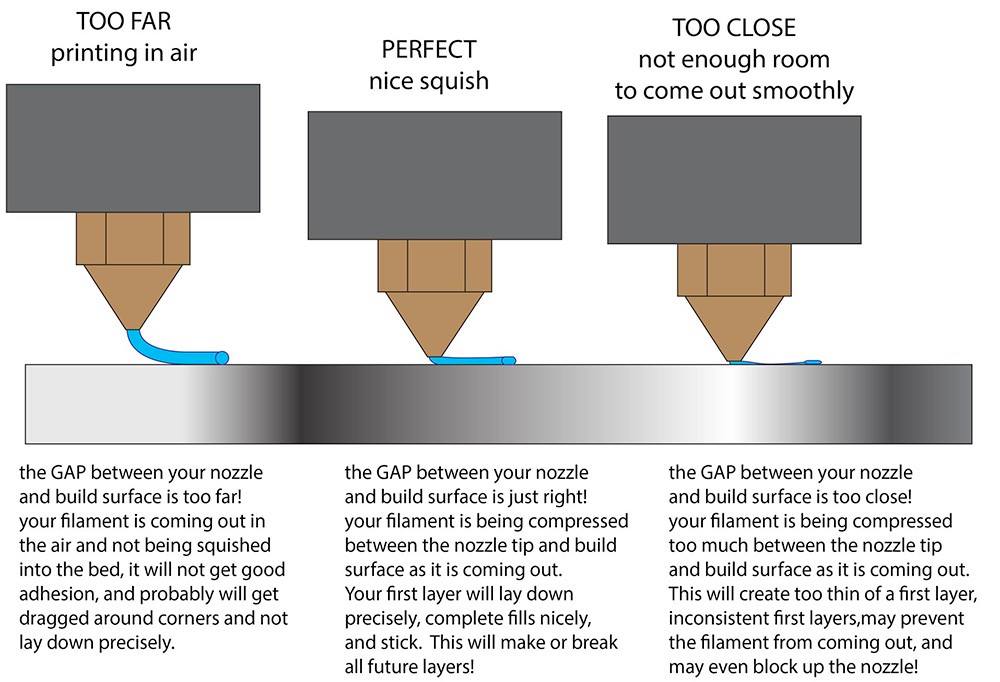 TOO FAR
printing in air
PERFECT
nice squish
TOO CLOSE
not enough room
to come out smoothly
the GAP between your nozzle
and build surface is too far!
your filament is coming out in
the air and not being squished
into the bed, it will not get good
adhesion, and probably will get
dragged around corners and not
lay down precisely.
the GAP between your nozzle
and build surface is just right!
your filament is being compressed
between the nozzle tip and build
surface as it is coming out.
Your first layer will lay down
precisely, complete fills nicely,
and stick.  This will make or break
all future layers!
the GAP between your nozzle
and build surface is too close!
your filament is being compressed
too much between the nozzle tip
and build surface as it is coming out.
This will create too thin of a first layer,
inconsistent first layers,may prevent
the filament from coming out, and
may even block up the nozzle!